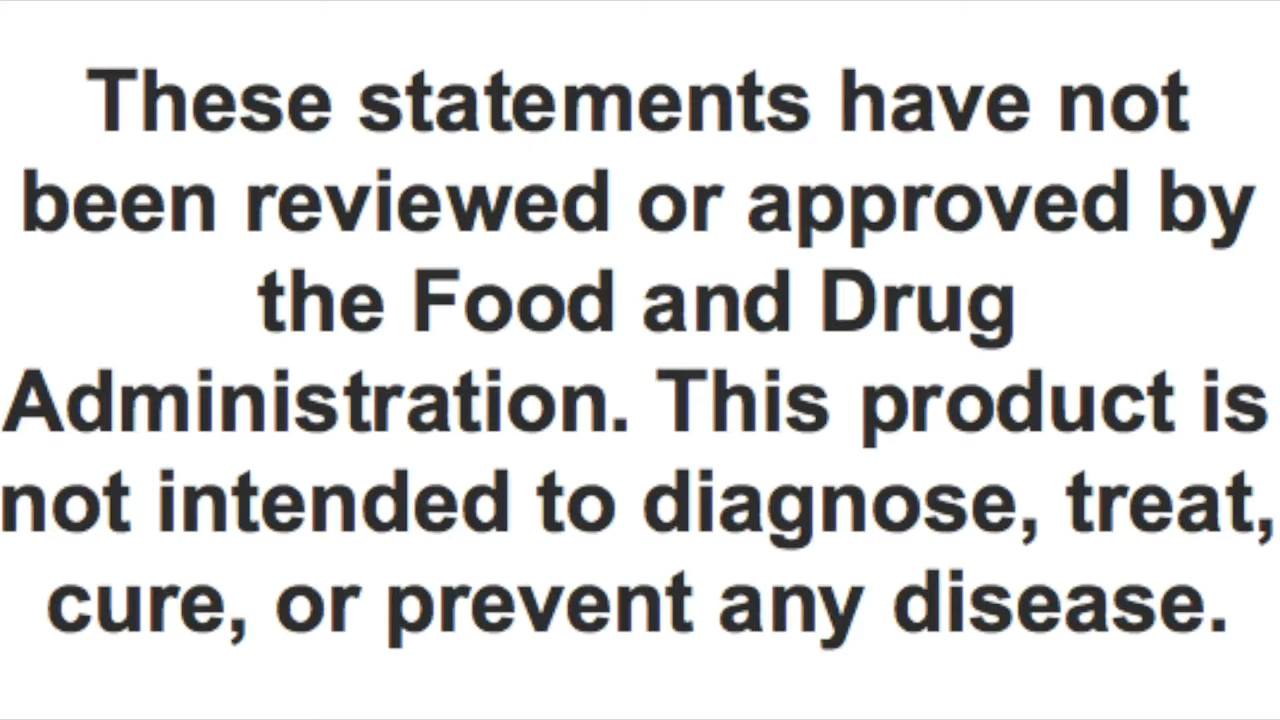 These statements have not
been reviewed or approved by
the Food and Drug
Administration. This product is
not intended to diagnose, treat,
cure, or prevent any disease.